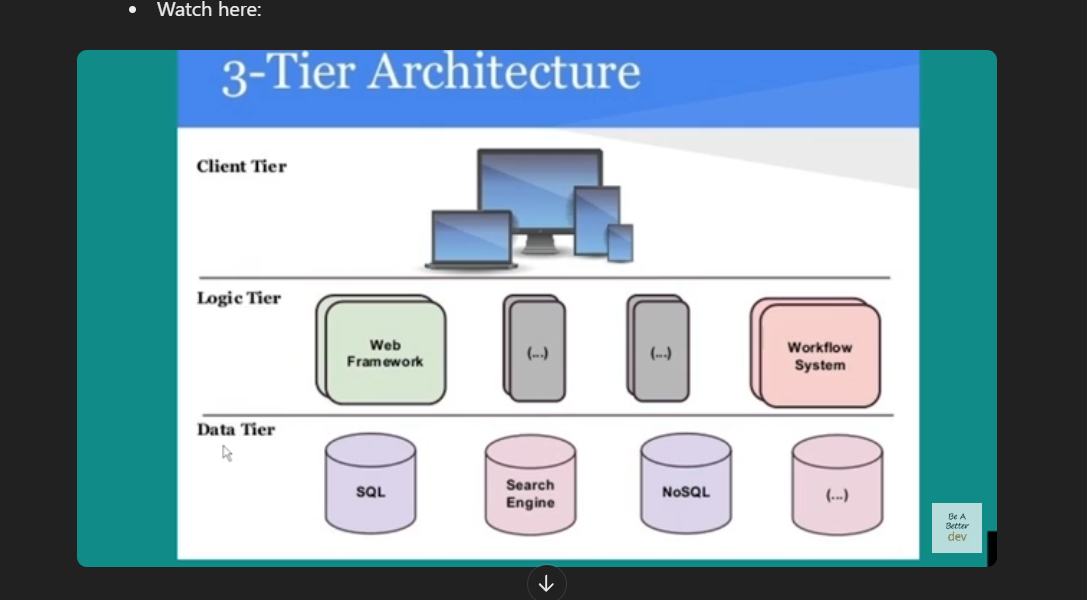 Watch here:
3-Tier Architecture
Client Tier
Logic Tier
Web
Framework
(...)
(...)
Workflow
System
Data Tier
SQL
Search
Engine
NoSQL
(...)
Be A
Better
dev